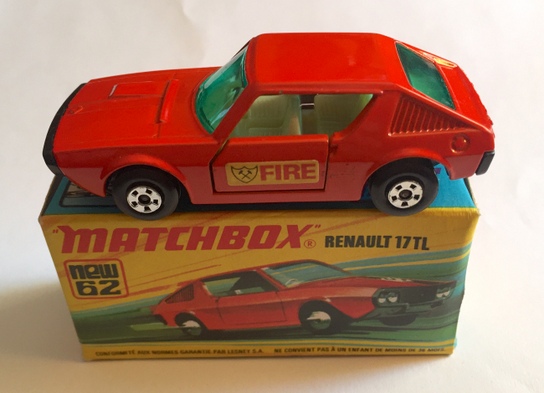 FIRE
"MATCHBOX"® RENAULT 17TL
new
62
CONFORMITÉ AUX NORMES GARANTIE PAR LESNEY S.A. NE CONVIENT PAS À UN ENFANT DE MOINS DE 36 MOIS